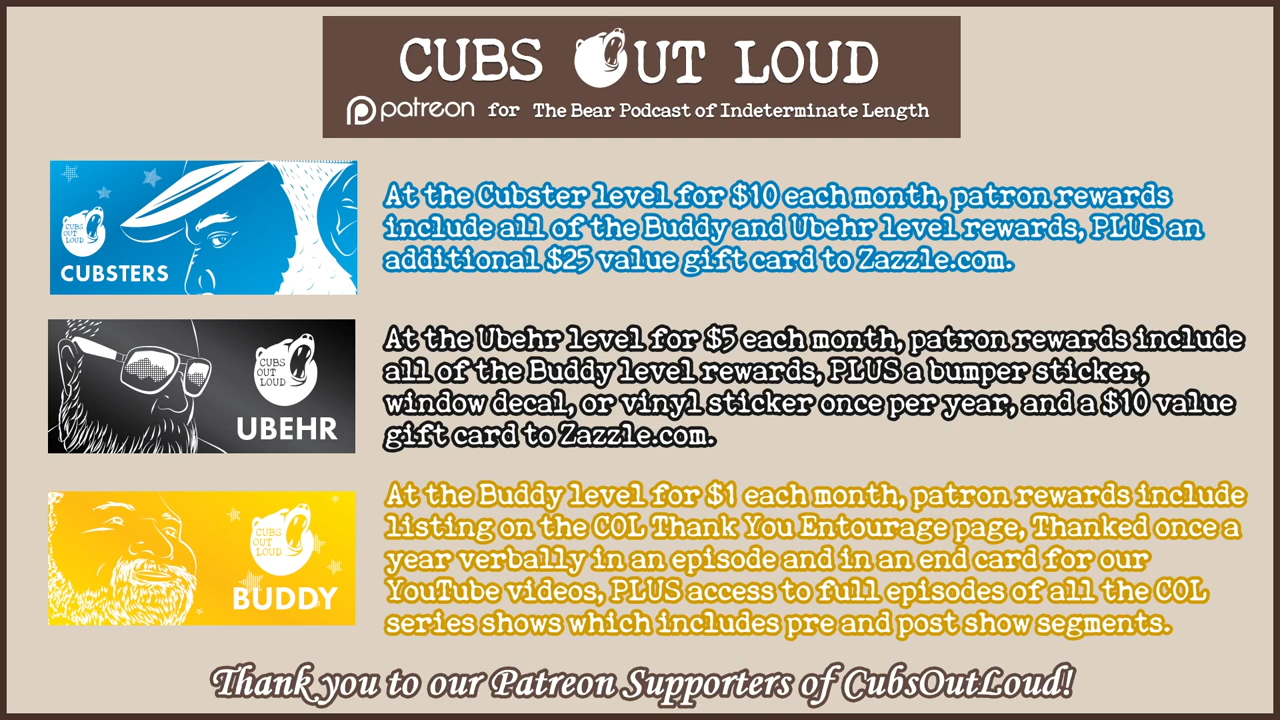 CUBS OUT LOUD
patreon for The Bear Podcast of Indeterminate Length
CUBS
OUT
LOUD
CUBSTERS
At the Cubster level for $10 each month, patron rewards
include all of the Buddy and Ubehr level rewards, PLUS an
additional $25 value gift card to Zazzle.com.
CUBS
OUT
LOUD
UBEHR
At the Ubehr level for $5 each month, patron rewards include
all of the Buddy level rewards, PLUS a bumper sticker,
window decal, or vinyl sticker once per year, and a $10 value
gift card to Zazzle.com.
CUBS
OUT
LOUD
BUDDY
At the Buddy level for $1 each month, patron rewards include
listing on the COL Thank You Entourage page, Thanked once a
year verbally in an episode and in an end card for our
YouTube videos, PLUS access to full episodes of all the COL
series shows which includes pre and post show segments.
Thank you to our Patreon Supporters of CubsOutLoud!